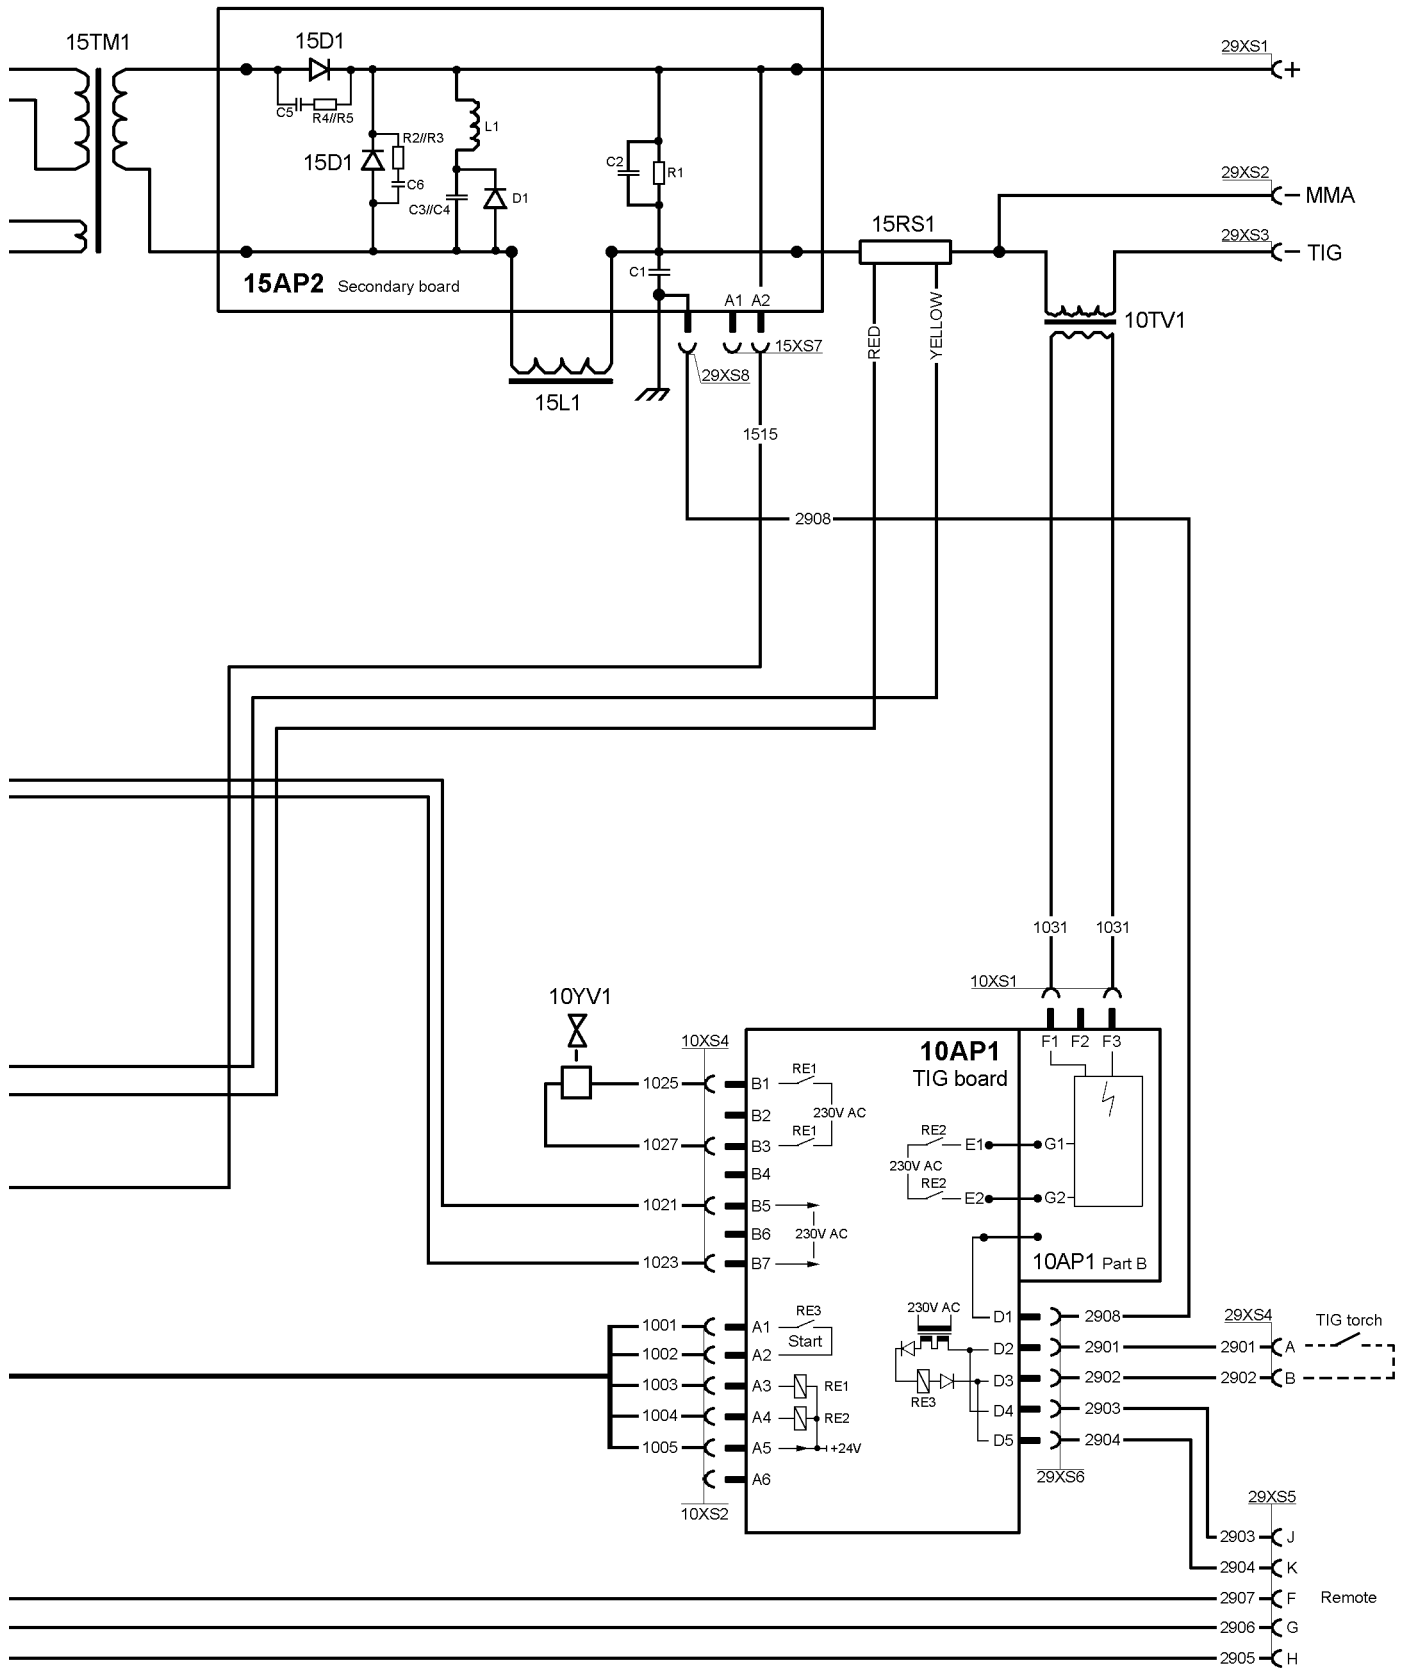 15TM1
15D1
29XS1
+
C5
R4//R5
L1
R2//R3
15D1
C6
C3//C4
D1
C2
R1
29XS2
MMA
15RS1
29XS3
TIG
15AP2 Secondary board
C1
A1 A2
RED
YELLOW
10TV1
15XS7
29XS8
15L1
1515
2908
1031 1031
10XS1
10YV1
10XS4
F1 F2 F3
10AP1
TIG board
1025 B1 RE1
B2 230V AC
1027 B3 RE1
B4
RE2
E1 G1
230V AC
RE2
E2 G2
1021 B5
B6 230V AC
1023 B7
10AP1 Part B
230V AC
D1 2908
29XS4
TIG torch
1001 A1 RE3
Start
1002 A2
D2 2901 2901 A
D3 2902 2902 B
RE3
1003 A3 RE1
D4 2903
1004 A4 RE2
D5 2904
1005 A5 +24V
A6
10XS2
29XS6
29XS5
2903 J
2904 K
2907 F Remote
2906 G
2905 H